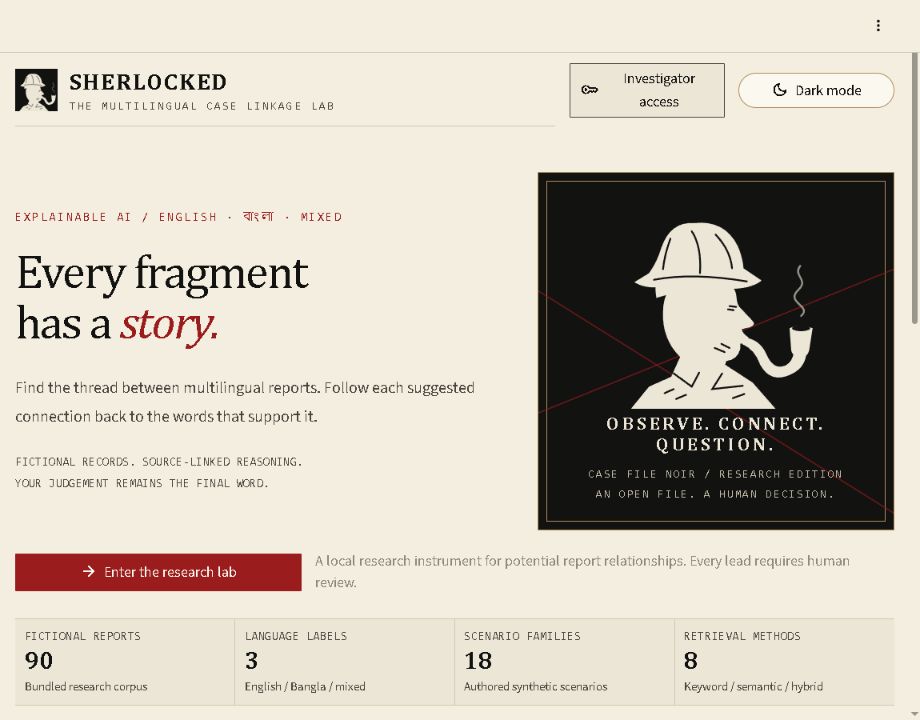 SHERLOCKED
THE MULTILINGUAL CASE LINKAGE LAB
Investigator
access
Dark mode
EXPLAINABLE AI / ENGLISH · বাংলা · MIXED
Every fragment
has a story.
Find the thread between multilingual reports. Follow each suggested
connection back to the words that support it.
FICTIONAL RECORDS. SOURCE-LINKED REASONING.
YOUR JUDGEMENT REMAINS THE FINAL WORD.
OBSERVE. CONNECT.
QUESTION.
CASE FILE NOIR / RESEARCH EDITION
AN OPEN FILE. A HUMAN DECISION.
Enter the research lab
A local research instrument for potential report relationships. Every lead requires human
review.
FICTIONAL REPORTS
90
Bundled research corpus
LANGUAGE LABELS
3
English / Bangla / mixed
SCENARIO FAMILIES
18
Authored synthetic scenarios
RETRIEVAL METHODS
8
Keyword / semantic / hybrid